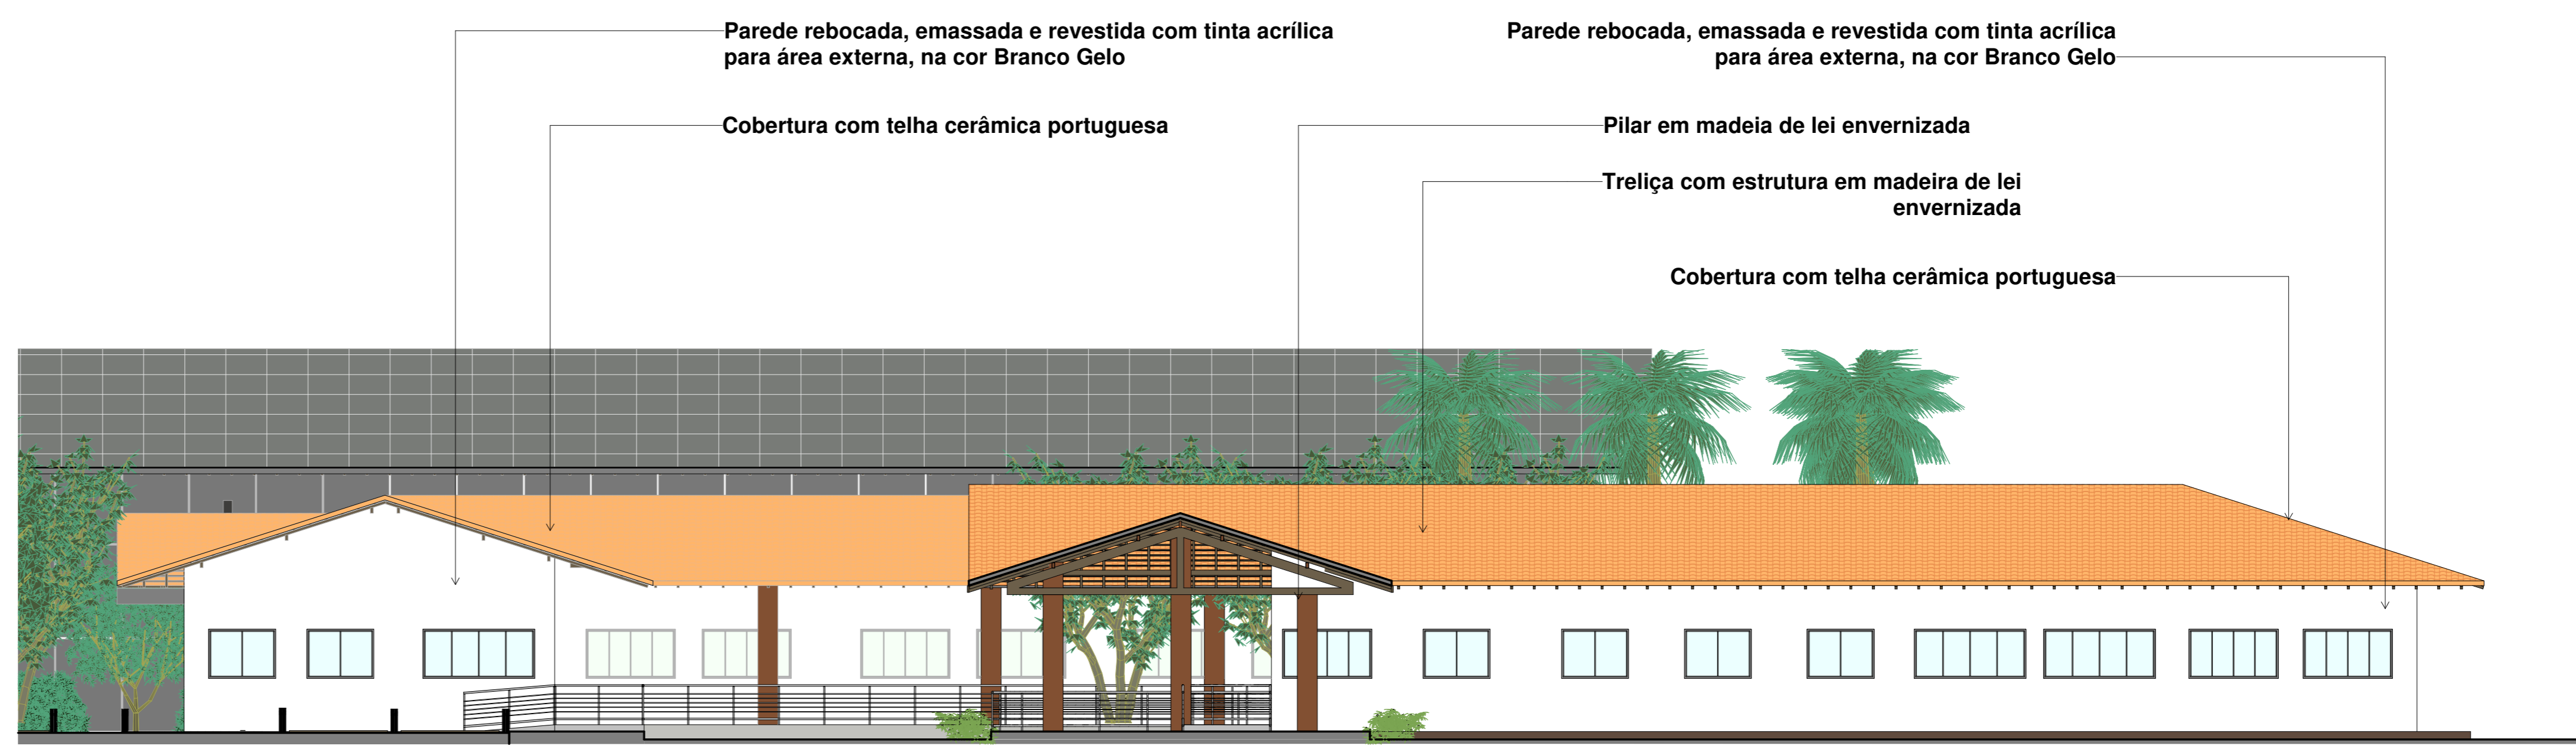 Parede rebocada, emassada e revestida com tinta acrílica
para área externa, na cor Branco Gelo
Cobertura com telha cerâmica portuguesa
Parede rebocada, emassada e revestida com tinta acrílica
para área externa, na cor Branco Gelo
Pilar em madeia de lei envernizada
Treliça com estrutura em madeira de lei
envernizada
Cobertura com telha cerâmica portuguesa